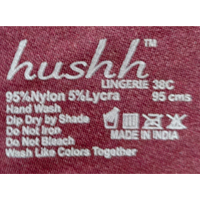 hushh™
LINGERIE 38C
95%Nylon 5%Lycra 95 cms
Hand Wash
Dip Dry by Shade
Do Not Iron MADE IN INDIA
Do Not Bleach
Wash Like Colors Together